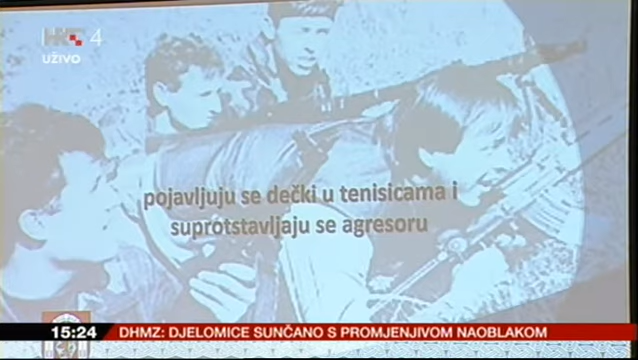 HRT 4
UŽIVO
pojavljuju se dečki u tenisicama i
suprotstavljaju se agresoru
15:24
DHMZ: DJELOMICE SUNČANO S PROMJENJIVOM NAOBLAKOM